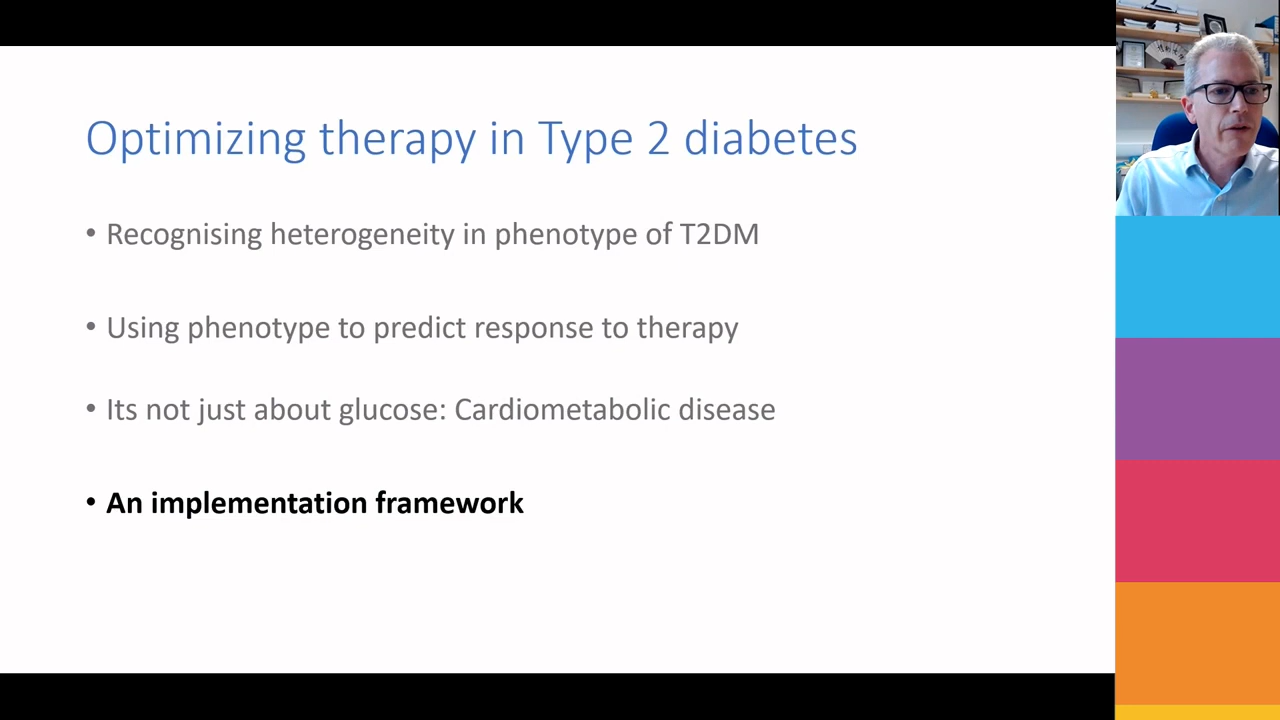 Optimizing therapy in Type 2 diabetes
• Recognising heterogeneity in phenotype of T2DM
• Using phenotype to predict response to therapy
• Its not just about glucose: Cardiometabolic disease
• An implementation framework